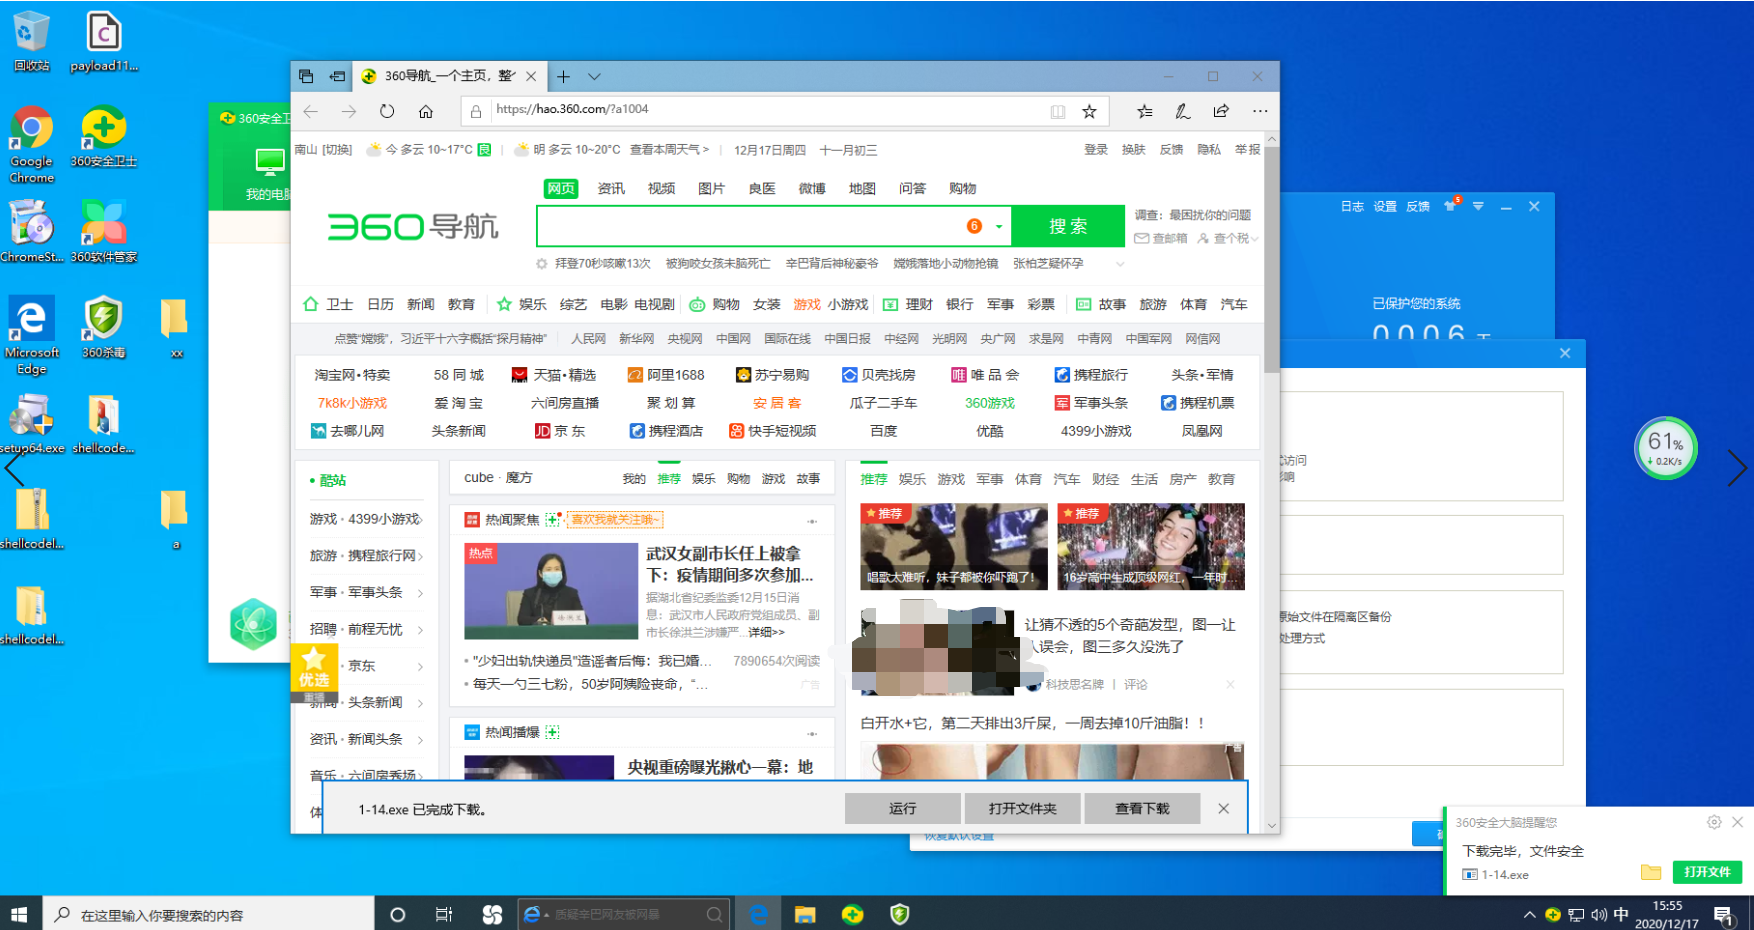 回收站
payload11...
Google
Chrome
360安全卫士
ChromeSt...
360软件管家
Microsoft
Edge
360杀毒
xx
setup64.exe
shellcode...
shellcodel...
a
shellcodel...
360安全卫
我的电脑
360导航_一个主页，整个
https://hao.360.com/?a1004
南山 [切换] 今 多云 10~17°C 良 明 多云 10~20°C 查看本周天气 > 12月17日周四 十一月初三
登录 换肤 反馈 隐私 举报
网页 资讯 视频 图片 良医 微博 地图 问答 购物
360导航
6
搜 索
调查：最困扰你的问题
查邮箱 查个税
拜登70秒咳嗽13次 被狗咬女孩未脑死亡 辛巴背后神秘豪爷 嫦娥落地小动物抢镜 张柏芝疑怀孕
卫士 日历 新闻 教育 娱乐 综艺 电影 电视剧 购物 女装 游戏 小游戏 理财 银行 军事 彩票 故事 旅游 体育 汽车
点赞“嫦娥”，习近平十六字概括“探月精神” 人民网 新华网 央视网 中国网 国际在线 中国日报 中经网 光明网 央广网 求是网 中青网 中国军网 网信网
淘宝网•特卖 58 同 城 天猫•精选 阿里1688 苏宁易购 贝壳找房 唯 品 会 携程旅行 头条•军情
7k8k小游戏 爱 淘 宝 六间房直播 聚 划 算 安 居 客 瓜子二手车 360游戏 军事头条 携程机票
去哪儿网 头条新闻 京 东 携程酒店 快手短视频 百度 优酷 4399小游戏 凤凰网
• 酷站
游戏 · 4399小游戏
旅游 · 携程旅行网
军事 · 军事头条
招聘 · 前程无忧
· 京东
新闻 · 头条新闻
资讯 · 新闻头条
音乐 · 六间房秀场
体
优选
重播
cube · 魔方
我的 推荐 娱乐 购物 游戏 故事
热闻聚焦
喜欢我就关注哦~
热点
武汉女副市长任上被拿
下：疫情期间多次参加...
据湖北省纪委监委12月15日消
息：武汉市人民政府党组成员、副
市长徐洪兰涉嫌严...详细>>
• "少妇出轨快递员"造谣者后悔：我已婚... 7890654次阅读
• 每天一勺三七粉，50岁阿姨险丧命，“... 广告
热闻播爆
央视重磅曝光揪心一幕：地
推荐 娱乐 游戏 军事 体育 汽车 财经 生活 房产 教育
推荐
唱歌太难听，妹子都被你吓跑了！
推荐
16岁高中生成顶级网红，一年时...
让猜不透的5个奇葩发型，图一让
人误会，图三多久没洗了
科技思名牌 | 评论
白开水+它，第二天排出3斤屎，一周去掉10斤油脂！！
广告
1-14.exe 已完成下载。
运行
打开文件夹
查看下载
日志 设置 反馈
5
已保护您的系统
0006 天
访问
影响
原始文件在隔离区备份
处理方式
恢复默认设置
61%
0.2K/s
360安全大脑提醒您
下载完毕，文件安全
1-14.exe
打开文件
在这里输入你要搜索的内容
质疑辛巴网友被网暴
中
15:55
2020/12/17
1